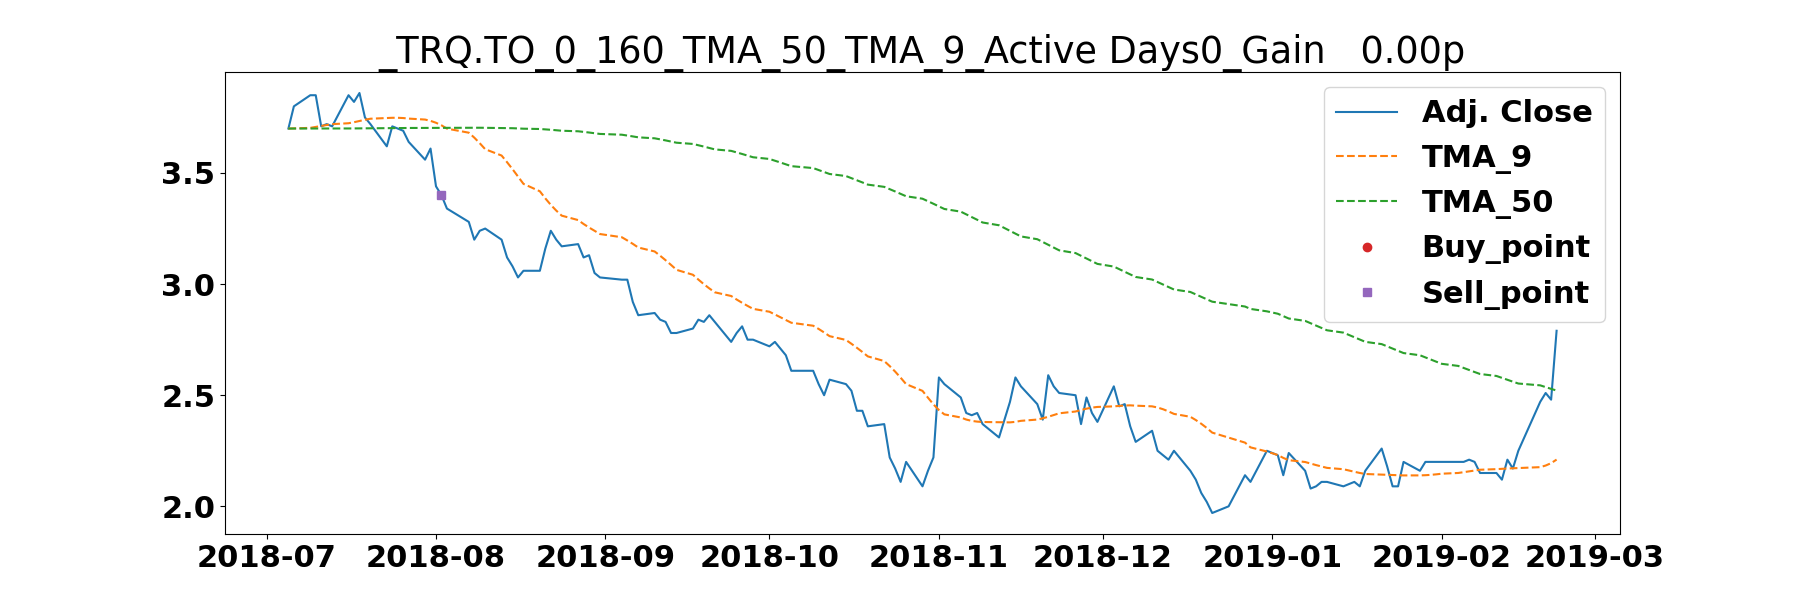 _TRQ.TO_0_160_TMA_50_TMA_9_Active Days0_Gain   0.00p
Adj. Close
TMA_9
TMA_50
Buy_point
Sell_point
3.5
3.0
2.5
2.0
2018-07 2018-08 2018-09 2018-10 2018-11 2018-12 2019-01 2019-02 2019-03